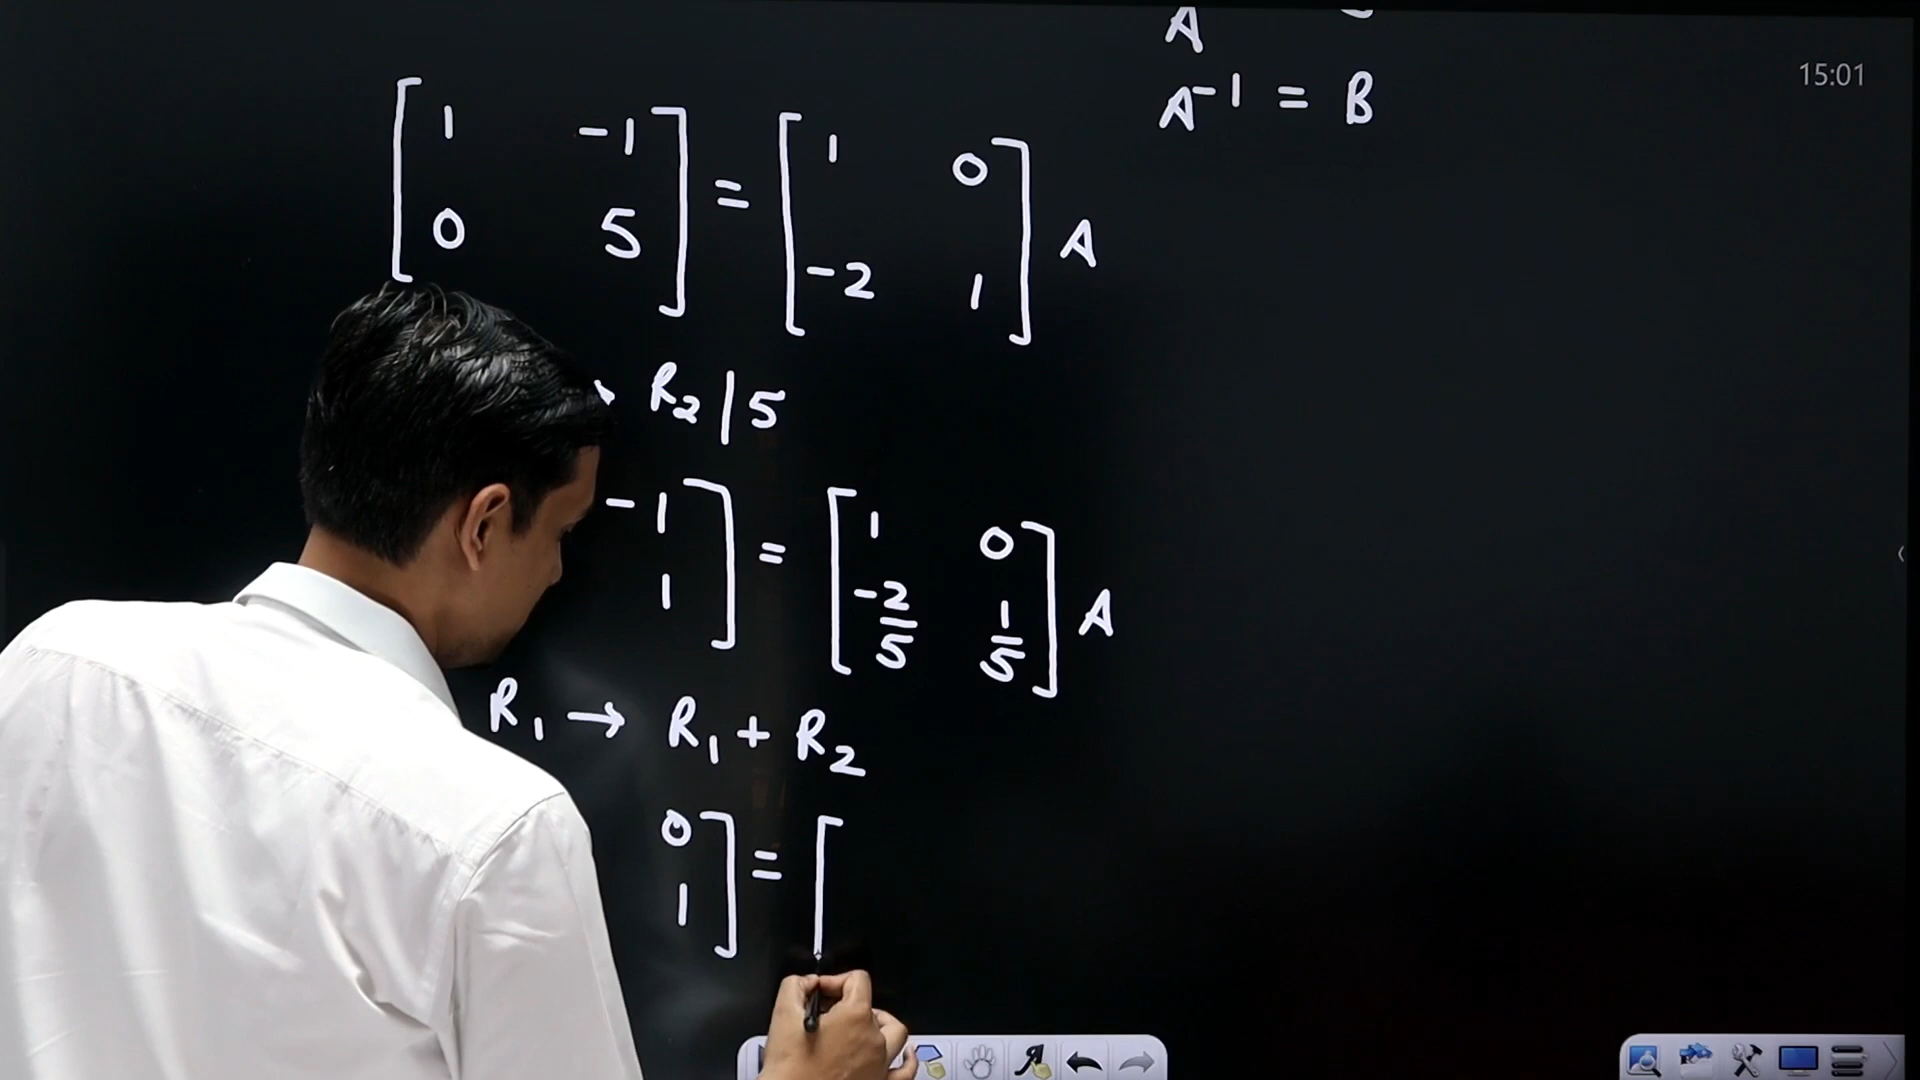 A
A⁻¹ = B
15:01
[1 -1
0 5] = [1 0
-2 1] A
R₂ | 5
-1
1] = [1 0
-2/5 1/5] A
R₁ → R₁ + R₂
0
1] = [